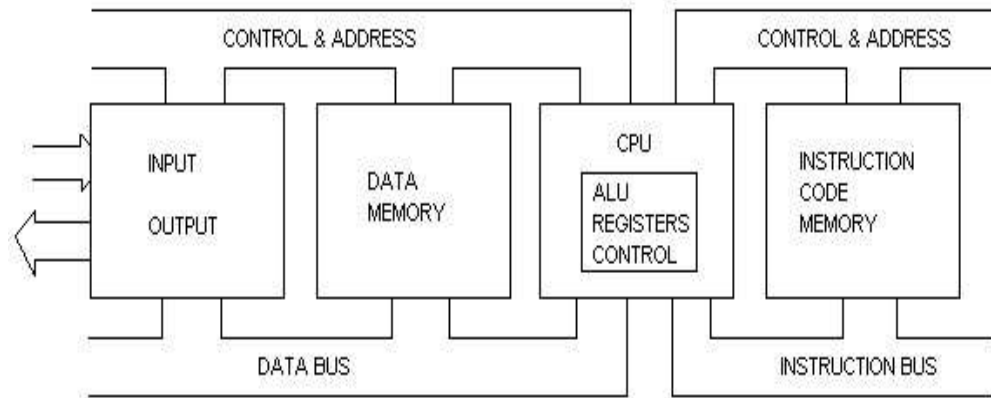 CONTROL & ADDRESS
CONTROL & ADDRESS
INPUT
OUTPUT
DATA
MEMORY
CPU
ALU
REGISTERS
CONTROL
INSTRUCTION
CODE
MEMORY
DATA BUS
INSTRUCTION BUS